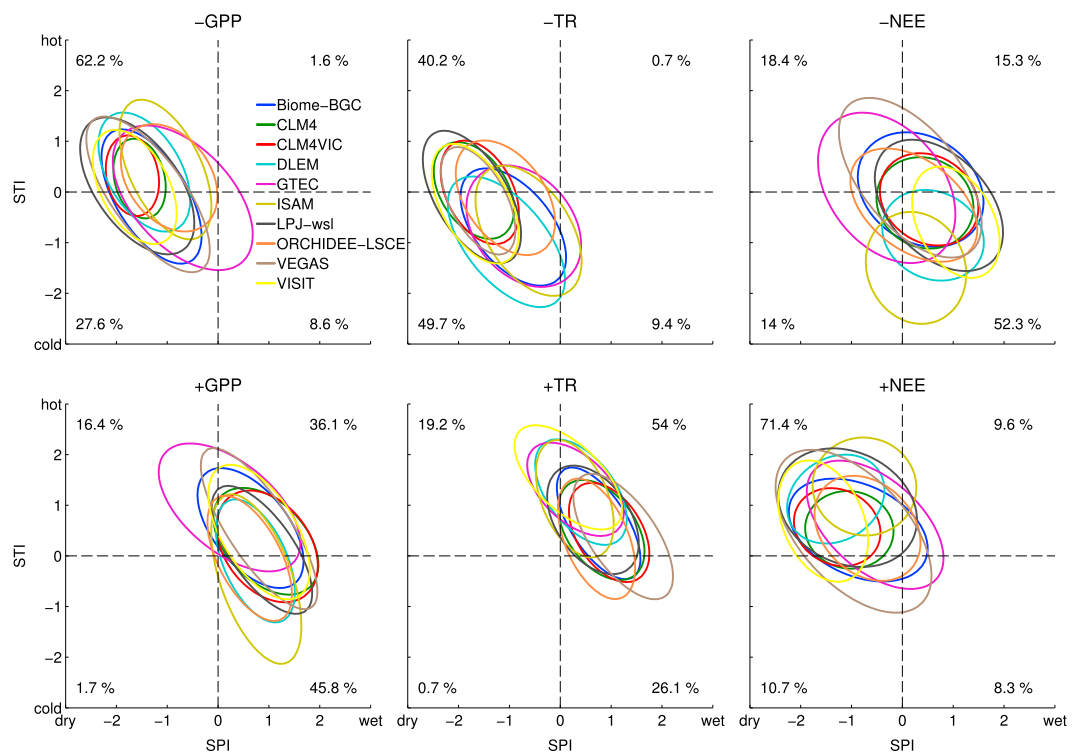 −GPP
−TR
−NEE
hot
62.2 %
1.6 %
40.2 %
0.7 %
18.4 %
15.3 %
2
1
0
−1
−2
cold
STI
Biome−BGC
CLM4
CLM4VIC
DLEM
GTEC
ISAM
LPJ−wsl
ORCHIDEE−LSCE
VEGAS
VISIT
27.6 %
8.6 %
49.7 %
9.4 %
14 %
52.3 %
+GPP
+TR
+NEE
hot
16.4 %
36.1 %
19.2 %
54 %
71.4 %
9.6 %
2
1
0
−1
−2
cold
STI
1.7 %
45.8 %
0.7 %
26.1 %
10.7 %
8.3 %
dry −2 −1 0 1 2 wet
dry −2 −1 0 1 2 wet
dry −2 −1 0 1 2 wet
SPI
SPI
SPI